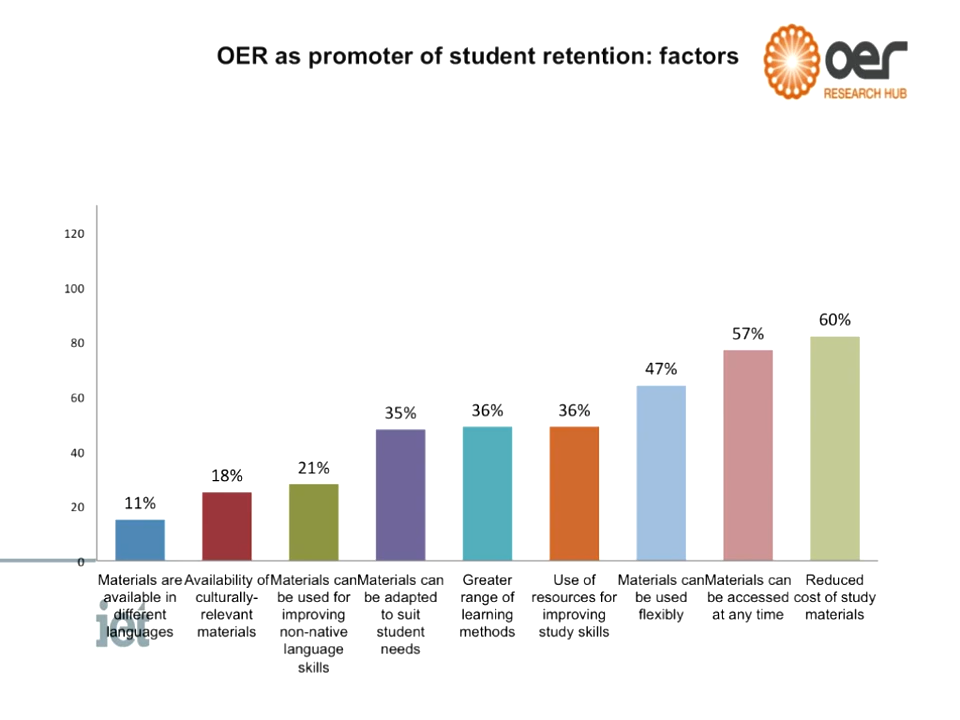 OER as promoter of student retention: factors
oer
RESEARCH HUB
120
100
80
60
40
20
0
11%
18%
21%
35%
36%
36%
47%
57%
60%
Materials are
available in
different
languages
Availability of
culturally-
relevant
materials
Materials can
be used for
improving
non-native
language
skills
Materials can
be adapted
to suit
student
needs
Greater
range of
learning
methods
Use of
resources for
improving
study skills
Materials can
be used
flexibly
Materials can
be accessed
at any time
Reduced
cost of study
materials
iet